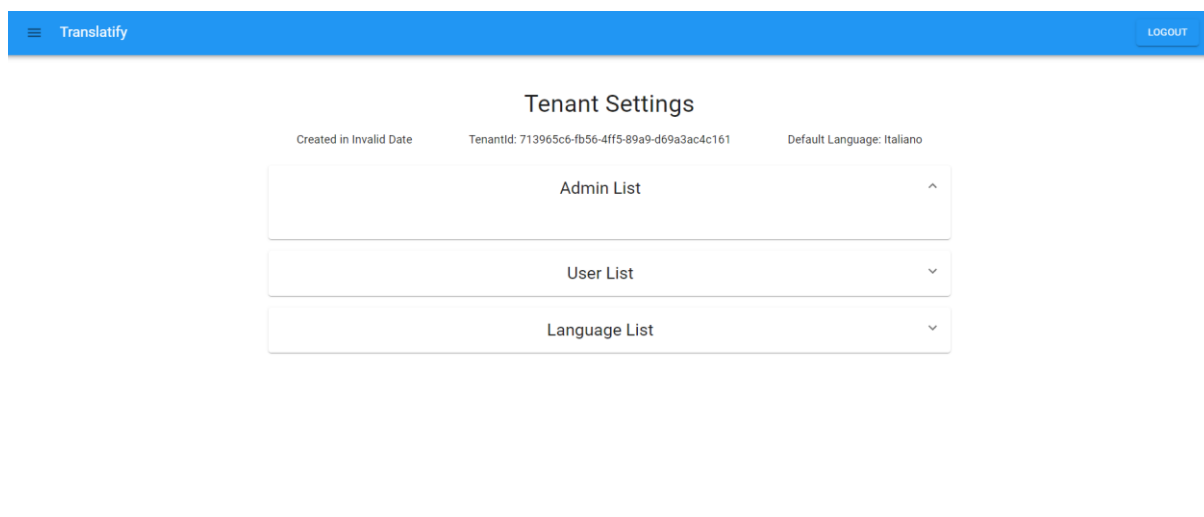 Translatify
LOGOUT
Tenant Settings
Created in Invalid Date TenantId: 713965c6-fb56-4ff5-89a9-d69a3ac4c161 Default Language: Italiano
Admin List
User List
Language List